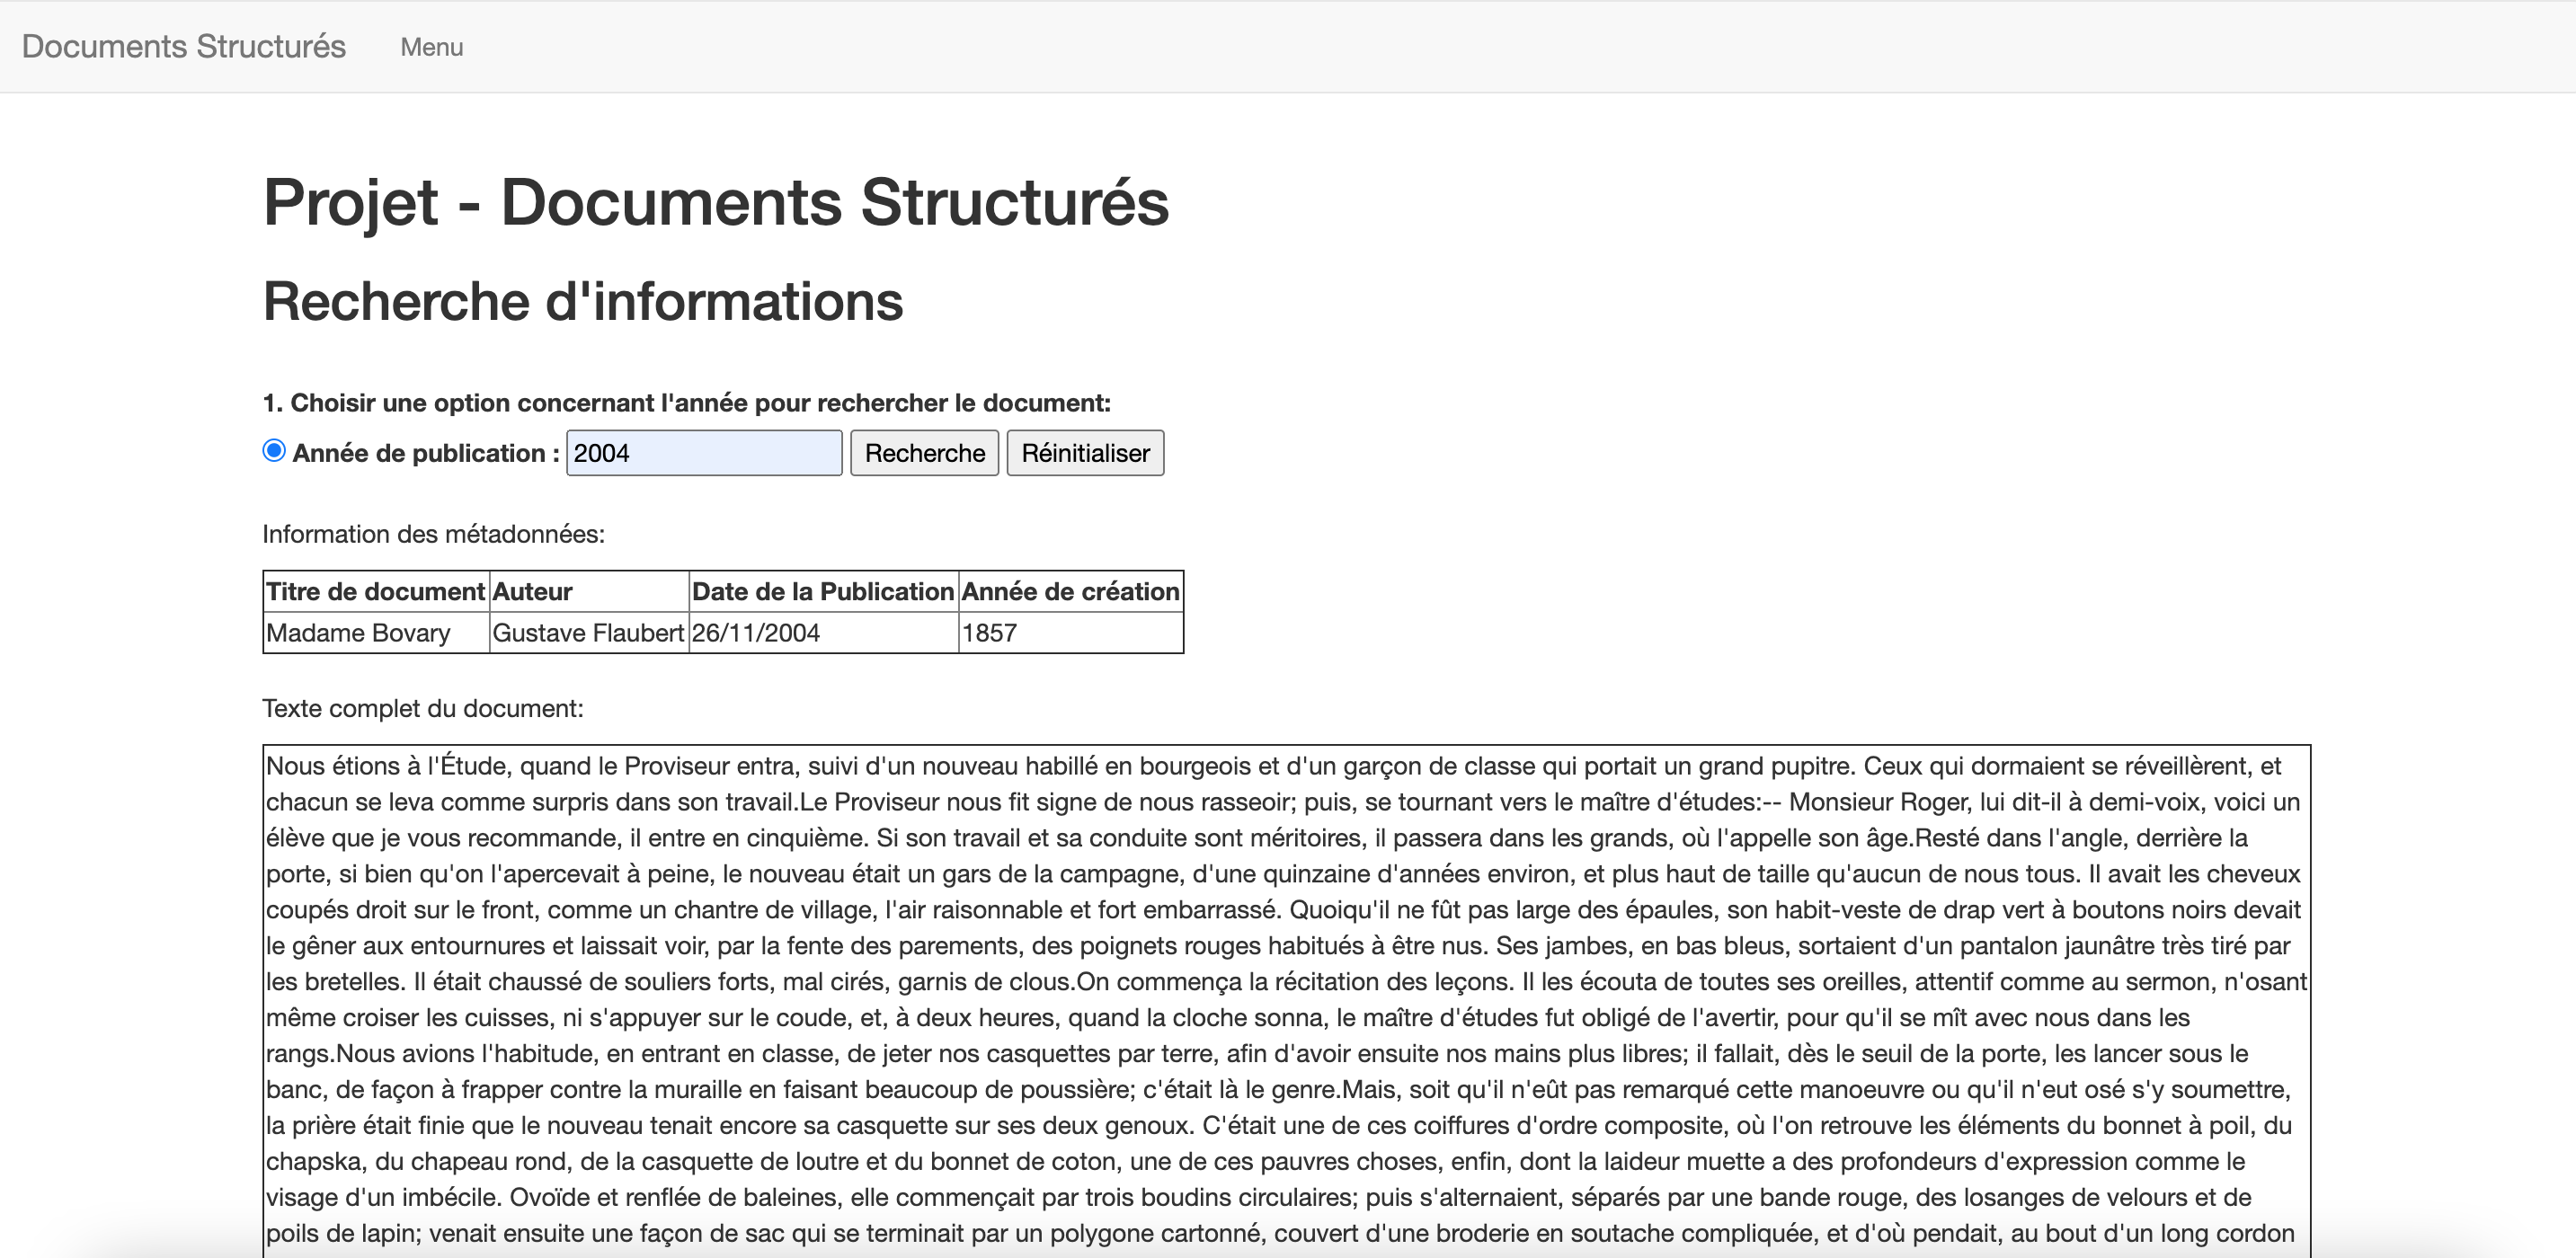 Documents Structurés Menu
Projet - Documents Structurés
Recherche d'informations
1. Choisir une option concernant l'année pour rechercher le document:
Année de publication : 2004 Recherche Réinitialiser
Information des métadonnées:
Titre de document Auteur Date de la Publication Année de création
Madame Bovary Gustave Flaubert 26/11/2004 1857
Texte complet du document:
Nous étions à l'Étude, quand le Proviseur entra, suivi d'un nouveau habillé en bourgeois et d'un garçon de classe qui portait un grand pupitre. Ceux qui dormaient se réveillèrent, et
chacun se leva comme surpris dans son travail.Le Proviseur nous fit signe de nous rasseoir; puis, se tournant vers le maître d'études:-- Monsieur Roger, lui dit-il à demi-voix, voici un
élève que je vous recommande, il entre en cinquième. Si son travail et sa conduite sont méritoires, il passera dans les grands, où l'appelle son âge.Resté dans l'angle, derrière la
porte, si bien qu'on l'apercevait à peine, le nouveau était un gars de la campagne, d'une quinzaine d'années environ, et plus haut de taille qu'aucun de nous tous. Il avait les cheveux
coupés droit sur le front, comme un chantre de village, l'air raisonnable et fort embarrassé. Quoiqu'il ne fût pas large des épaules, son habit-veste de drap vert à boutons noirs devait
le gêner aux entournures et laissait voir, par la fente des parements, des poignets rouges habitués à être nus. Ses jambes, en bas bleus, sortaient d'un pantalon jaunâtre très tiré par
les bretelles. Il était chaussé de souliers forts, mal cirés, garnis de clous.On commença la récitation des leçons. Il les écouta de toutes ses oreilles, attentif comme au sermon, n'osant
même croiser les cuisses, ni s'appuyer sur le coude, et, à deux heures, quand la cloche sonna, le maître d'études fut obligé de l'avertir, pour qu'il se mît avec nous dans les
rangs.Nous avions l'habitude, en entrant en classe, de jeter nos casquettes par terre, afin d'avoir ensuite nos mains plus libres; il fallait, dès le seuil de la porte, les lancer sous le
banc, de façon à frapper contre la muraille en faisant beaucoup de poussière; c'était là le genre.Mais, soit qu'il n'eût pas remarqué cette manoeuvre ou qu'il n'eut osé s'y soumettre,
la prière était finie que le nouveau tenait encore sa casquette sur ses deux genoux. C'était une de ces coiffures d'ordre composite, où l'on retrouve les éléments du bonnet à poil, du
chapska, du chapeau rond, de la casquette de loutre et du bonnet de coton, une de ces pauvres choses, enfin, dont la laideur muette a des profondeurs d'expression comme le
visage d'un imbécile. Ovoïde et renflée de baleines, elle commençait par trois boudins circulaires; puis s'alternaient, séparés par une bande rouge, des losanges de velours et de
poils de lapin; venait ensuite une façon de sac qui se terminait par un polygone cartonné, couvert d'une broderie en soutache compliquée, et d'où pendait, au bout d'un long cordon